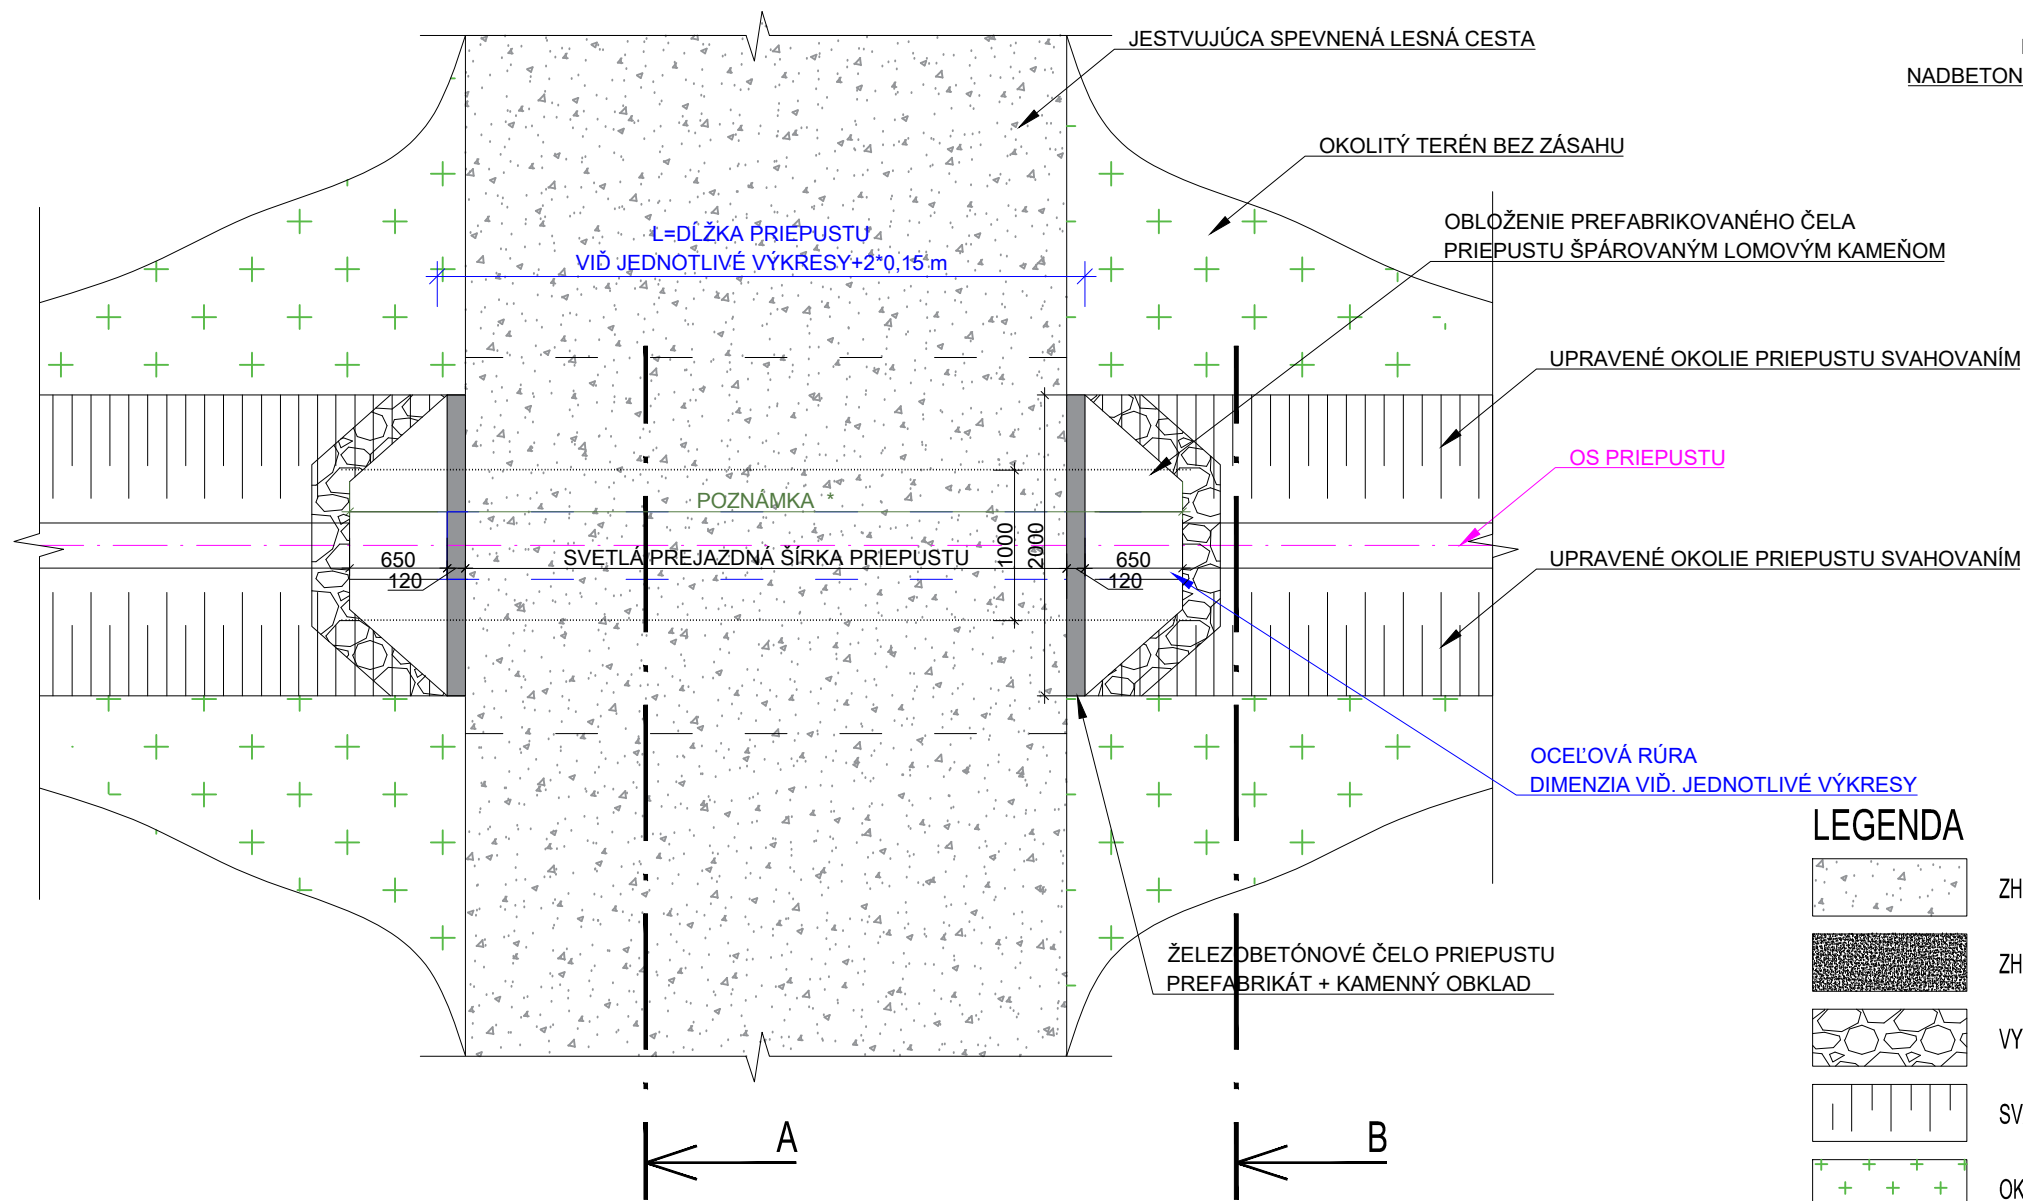 JESTVUJÚCA SPEVNENÁ LESNÁ CESTA
NADBETON
OKOLITÝ TERÉN BEZ ZÁSAHU
OBLOŽENIE PREFABRIKOVANÉHO ČELA
PRIEPUSTU ŠPÁROVANÝM LOMOVÝM KAMEŇOM
L=DĹŽKA PRIEPUSTU
VIĎ JEDNOTLIVÉ VÝKRESY+2*0,15 m
UPRAVENÉ OKOLIE PRIEPUSTU SVAHOVANÍM
OS PRIEPUSTU
POZNÁMKA *
650
120
SVETLÁ/PREJAZDNÁ ŠÍRKA PRIEPUSTU
1000
2000
650
120
UPRAVENÉ OKOLIE PRIEPUSTU SVAHOVANÍM
OCEĽOVÁ RÚRA
DIMENZIA VIĎ. JEDNOTLIVÉ VÝKRESY
ŽELEZOBETÓNOVÉ ČELO PRIEPUSTU
PREFABRIKÁT + KAMENNÝ OBKLAD
LEGENDA
ZH
ZH
VY
SV
OK
A
B